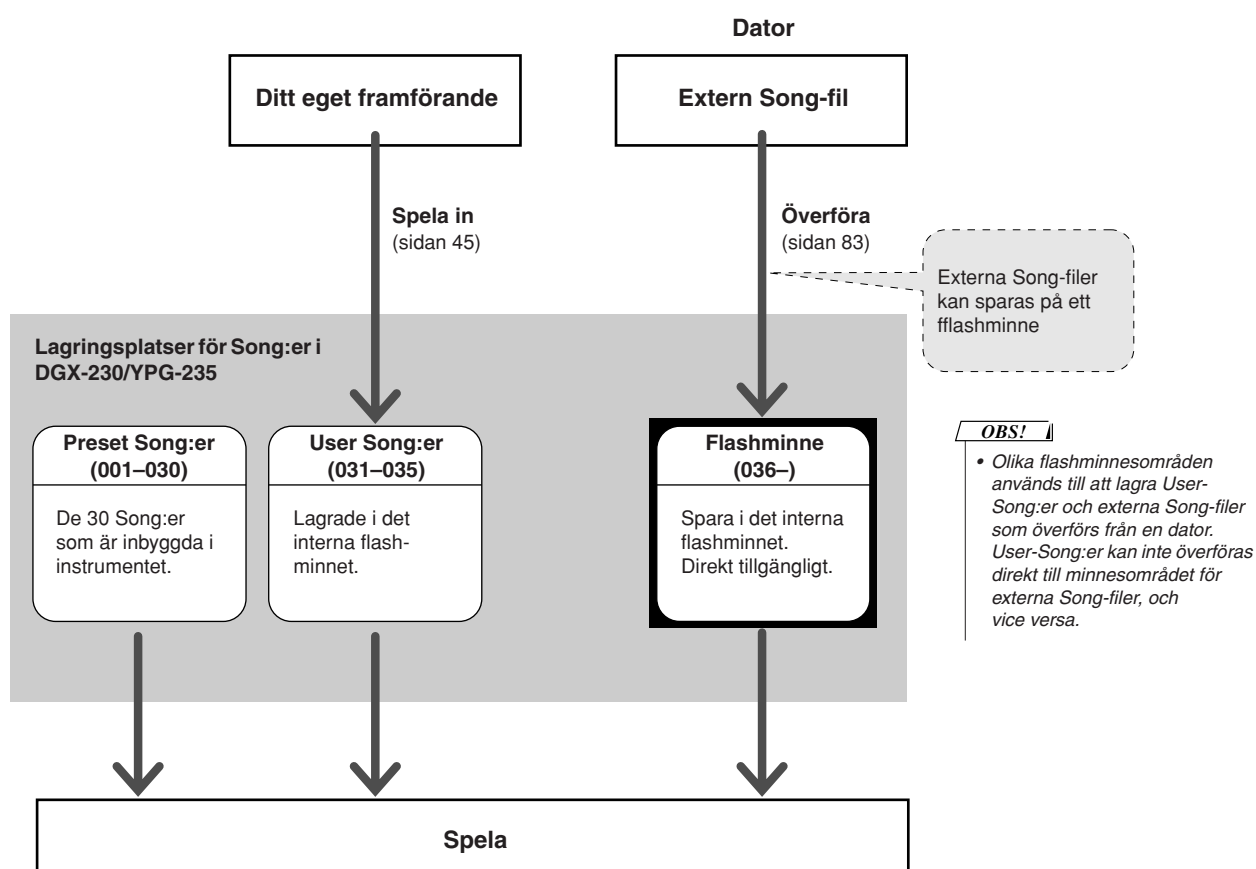 Dator
Ditt eget framförande
Extern Song-fil
Spela in
(sidan 45)
Överföra
(sidan 83)
Externa Song-filer
kan sparas på ett
fflashminne
Lagringsplatser för Song:er i
DGX-230/YPG-235
Preset Song:er
(001–030)
De 30 Song:er
som är inbyggda i
instrumentet.
User Song:er
(031–035)
Lagrade i det
interna flash-
minnet.
Flashminne
(036–)
Spara i det interna
flashminnet.
Direkt tillgängligt.
OBS!
• Olika flashminnesområden
används till att lagra User-
Song:er och externa Song-filer
som överförs från en dator.
User-Song:er kan inte överföras
direkt till minnesområdet för
externa Song-filer, och
vice versa.
Spela